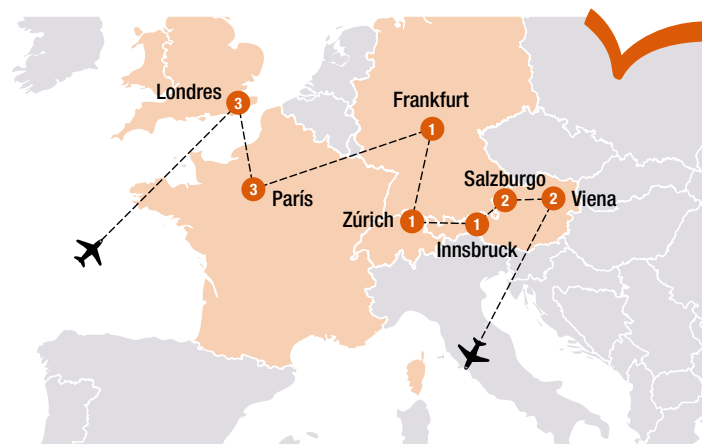 Londres
3
Frankfurt
1
3
París
Salzburgo
2
2
Viena
Zúrich
1
1
Innsbruck